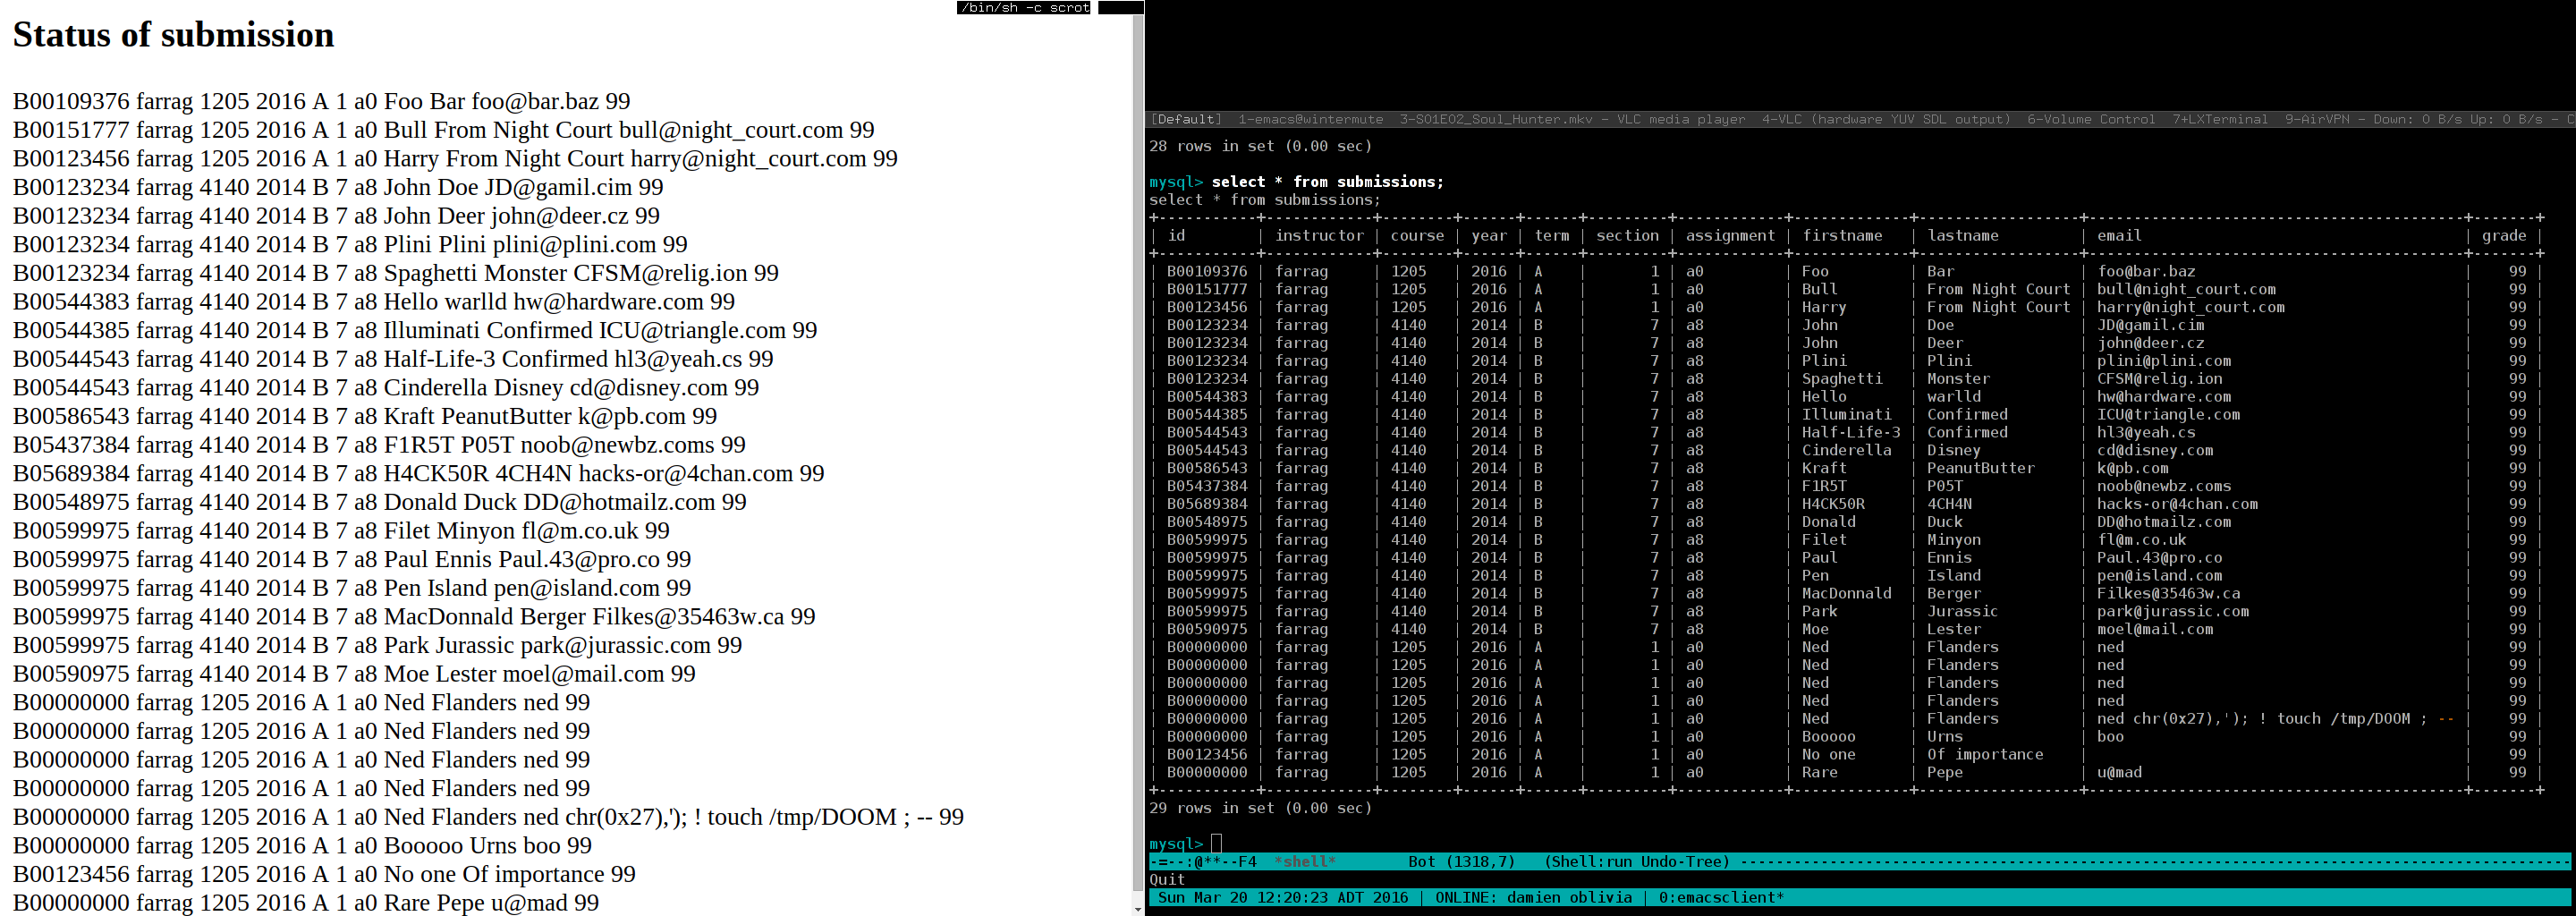 /bin/sh -c scrot
Status of submission
B00109376 farrag 1205 2016 A 1 a0 Foo Bar foo@bar.baz 99
B00151777 farrag 1205 2016 A 1 a0 Bull From Night Court bull@night_court.com 99
B00123456 farrag 1205 2016 A 1 a0 Harry From Night Court harry@night_court.com 99
B00123234 farrag 4140 2014 B 7 a8 John Doe JD@gamil.cim 99
B00123234 farrag 4140 2014 B 7 a8 John Deer john@deer.cz 99
B00123234 farrag 4140 2014 B 7 a8 Plini Plini plini@plini.com 99
B00123234 farrag 4140 2014 B 7 a8 Spaghetti Monster CFSM@relig.ion 99
B00544383 farrag 4140 2014 B 7 a8 Hello warlld hw@hardware.com 99
B00544385 farrag 4140 2014 B 7 a8 Illuminati Confirmed ICU@triangle.com 99
B00544543 farrag 4140 2014 B 7 a8 Half-Life-3 Confirmed hl3@yeah.cs 99
B00544543 farrag 4140 2014 B 7 a8 Cinderella Disney cd@disney.com 99
B00586543 farrag 4140 2014 B 7 a8 Kraft PeanutButter k@pb.com 99
B05437384 farrag 4140 2014 B 7 a8 F1R5T P05T noob@newbz.coms 99
B05689384 farrag 4140 2014 B 7 a8 H4CK50R 4CH4N hacks-or@4chan.com 99
B00548975 farrag 4140 2014 B 7 a8 Donald Duck DD@hotmailz.com 99
B00599975 farrag 4140 2014 B 7 a8 Filet Minyon fl@m.co.uk 99
B00599975 farrag 4140 2014 B 7 a8 Paul Ennis Paul.43@pro.co 99
B00599975 farrag 4140 2014 B 7 a8 Pen Island pen@island.com 99
B00599975 farrag 4140 2014 B 7 a8 MacDonnald Berger Filkes@35463w.ca 99
B00599975 farrag 4140 2014 B 7 a8 Park Jurassic park@jurassic.com 99
B00590975 farrag 4140 2014 B 7 a8 Moe Lester moel@mail.com 99
B00000000 farrag 1205 2016 A 1 a0 Ned Flanders ned 99
B00000000 farrag 1205 2016 A 1 a0 Ned Flanders ned 99
B00000000 farrag 1205 2016 A 1 a0 Ned Flanders ned 99
B00000000 farrag 1205 2016 A 1 a0 Ned Flanders ned 99
B00000000 farrag 1205 2016 A 1 a0 Ned Flanders ned chr(0x27),'); ! touch /tmp/DOOM ; -- 99
B00000000 farrag 1205 2016 A 1 a0 Booooo Urns boo 99
B00123456 farrag 1205 2016 A 1 a0 No one Of importance 99
B00000000 farrag 1205 2016 A 1 a0 Rare Pepe u@mad 99
[Default] 1-emacs@wintermute 3-S01E02_Soul_Hunter.mkv - VLC media player 4-VLC (hardware YUV SDL output) 6-Volume Control 7+LXTerminal 9-AirVPN - Down: 0 B/s Up: 0 B/s - C
28 rows in set (0.00 sec)
mysql> select * from submissions;
select * from submissions;
| id | instructor | course | year | term | section | assignment | firstname | lastname | email | grade |
| B00109376 | farrag | 1205 | 2016 | A | 1 | a0 | Foo | Bar | foo@bar.baz | 99 |
| B00151777 | farrag | 1205 | 2016 | A | 1 | a0 | Bull | From Night Court | bull@night_court.com | 99 |
| B00123456 | farrag | 1205 | 2016 | A | 1 | a0 | Harry | From Night Court | harry@night_court.com | 99 |
| B00123234 | farrag | 4140 | 2014 | B | 7 | a8 | John | Doe | JD@gamil.cim | 99 |
| B00123234 | farrag | 4140 | 2014 | B | 7 | a8 | John | Deer | john@deer.cz | 99 |
| B00123234 | farrag | 4140 | 2014 | B | 7 | a8 | Plini | Plini | plini@plini.com | 99 |
| B00123234 | farrag | 4140 | 2014 | B | 7 | a8 | Spaghetti | Monster | CFSM@relig.ion | 99 |
| B00544383 | farrag | 4140 | 2014 | B | 7 | a8 | Hello | warlld | hw@hardware.com | 99 |
| B00544385 | farrag | 4140 | 2014 | B | 7 | a8 | Illuminati | Confirmed | ICU@triangle.com | 99 |
| B00544543 | farrag | 4140 | 2014 | B | 7 | a8 | Half-Life-3 | Confirmed | hl3@yeah.cs | 99 |
| B00544543 | farrag | 4140 | 2014 | B | 7 | a8 | Cinderella | Disney | cd@disney.com | 99 |
| B00586543 | farrag | 4140 | 2014 | B | 7 | a8 | Kraft | PeanutButter | k@pb.com | 99 |
| B05437384 | farrag | 4140 | 2014 | B | 7 | a8 | F1R5T | P05T | noob@newbz.coms | 99 |
| B05689384 | farrag | 4140 | 2014 | B | 7 | a8 | H4CK50R | 4CH4N | hacks-or@4chan.com | 99 |
| B00548975 | farrag | 4140 | 2014 | B | 7 | a8 | Donald | Duck | DD@hotmailz.com | 99 |
| B00599975 | farrag | 4140 | 2014 | B | 7 | a8 | Filet | Minyon | fl@m.co.uk | 99 |
| B00599975 | farrag | 4140 | 2014 | B | 7 | a8 | Paul | Ennis | Paul.43@pro.co | 99 |
| B00599975 | farrag | 4140 | 2014 | B | 7 | a8 | Pen | Island | pen@island.com | 99 |
| B00599975 | farrag | 4140 | 2014 | B | 7 | a8 | MacDonnald | Berger | Filkes@35463w.ca | 99 |
| B00599975 | farrag | 4140 | 2014 | B | 7 | a8 | Park | Jurassic | park@jurassic.com | 99 |
| B00590975 | farrag | 4140 | 2014 | B | 7 | a8 | Moe | Lester | moel@mail.com | 99 |
| B00000000 | farrag | 1205 | 2016 | A | 1 | a0 | Ned | Flanders | ned | 99 |
| B00000000 | farrag | 1205 | 2016 | A | 1 | a0 | Ned | Flanders | ned | 99 |
| B00000000 | farrag | 1205 | 2016 | A | 1 | a0 | Ned | Flanders | ned | 99 |
| B00000000 | farrag | 1205 | 2016 | A | 1 | a0 | Ned | Flanders | ned | 99 |
| B00000000 | farrag | 1205 | 2016 | A | 1 | a0 | Ned | Flanders | ned chr(0x27),'); ! touch /tmp/DOOM ; -- | 99 |
| B00000000 | farrag | 1205 | 2016 | A | 1 | a0 | Booooo | Urns | boo | 99 |
| B00123456 | farrag | 1205 | 2016 | A | 1 | a0 | No one | Of importance | | 99 |
| B00000000 | farrag | 1205 | 2016 | A | 1 | a0 | Rare | Pepe | u@mad | 99 |
29 rows in set (0.00 sec)
mysql>
-=--:@**--F4 *shell* Bot (1318,7) (Shell:run Undo-Tree)
Quit
Sun Mar 20 12:20:23 ADT 2016 | ONLINE: damien oblivia | 0:emacsclient*